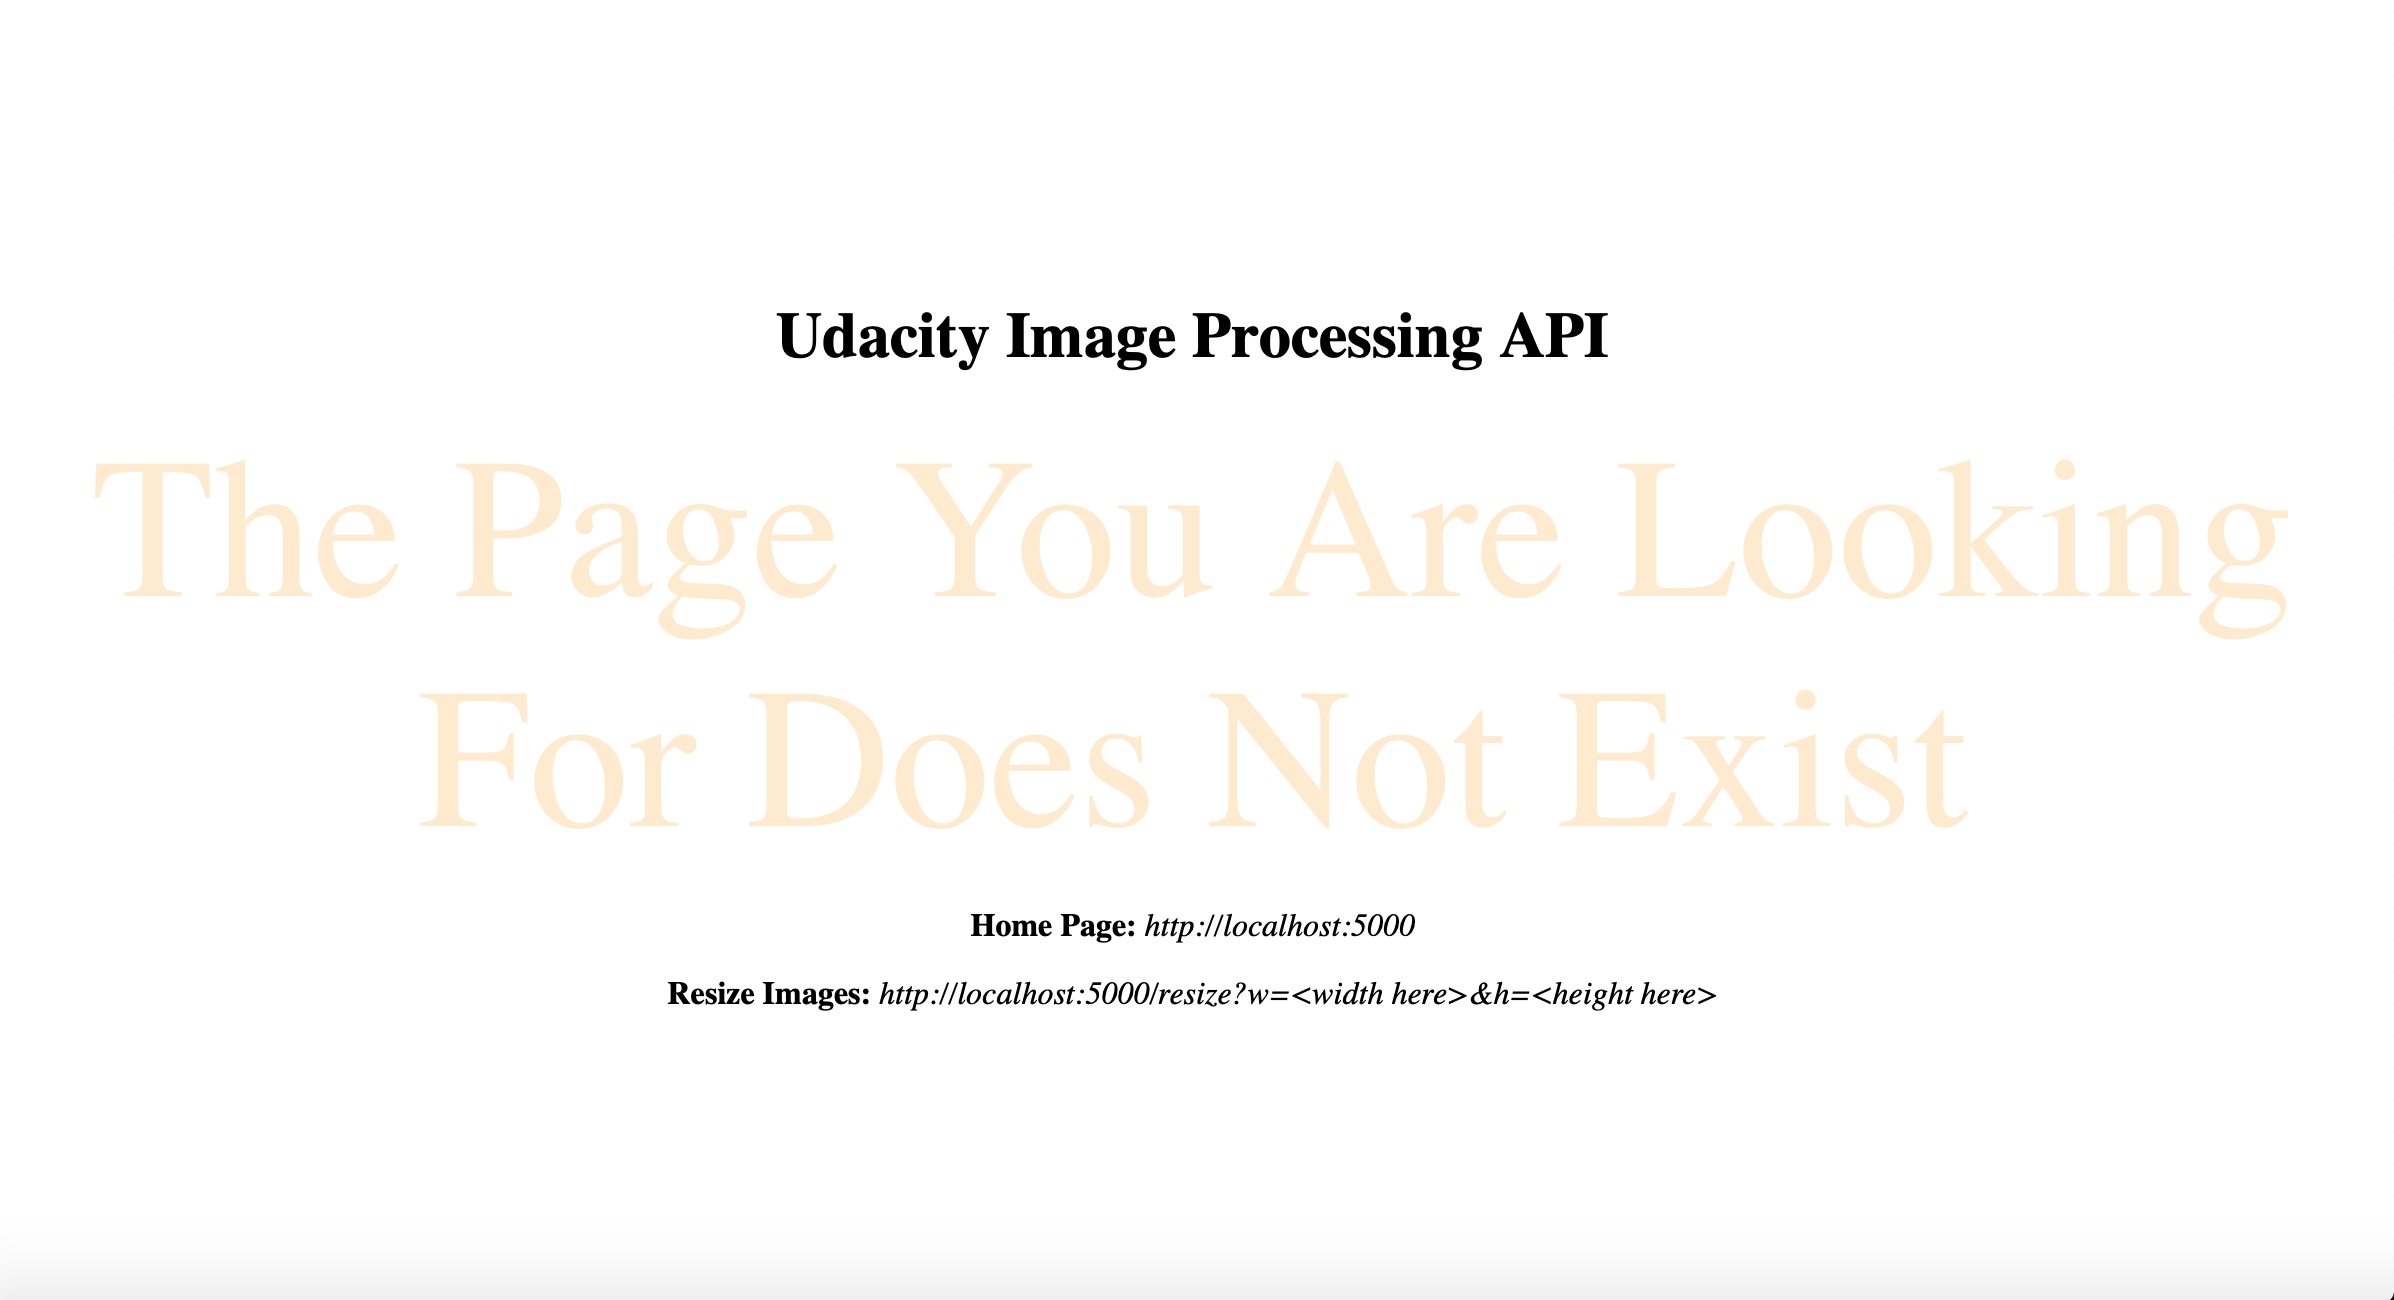 Udacity Image Processing API
The Page You Are Looking
For Does Not Exist
Home Page: http://localhost:5000
Resize Images: http://localhost:5000/resize?w=<width here>&h=<height here>